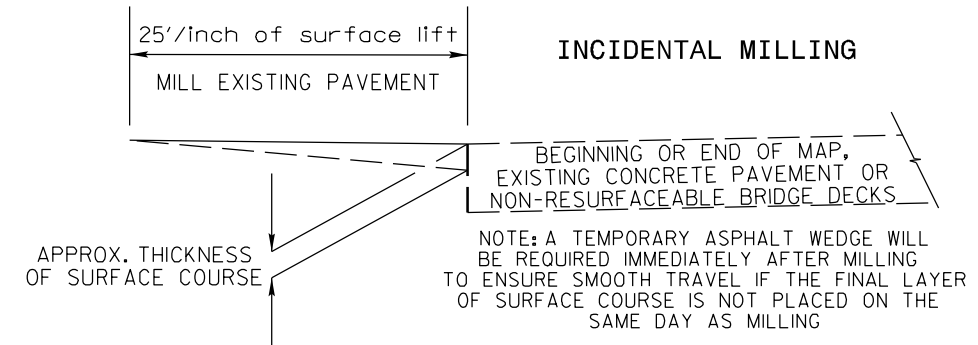 25'/inch of surface lift
INCIDENTAL MILLING
MILL EXISTING PAVEMENT
BEGINNING OR END OF MAP,
EXISTING CONCRETE PAVEMENT OR
NON-RESURFACEABLE BRIDGE DECKS
APPROX. THICKNESS
OF SURFACE COURSE
NOTE: A TEMPORARY ASPHALT WEDGE WILL
BE REQUIRED IMMEDIATELY AFTER MILLING
TO ENSURE SMOOTH TRAVEL IF THE FINAL LAYER
OF SURFACE COURSE IS NOT PLACED ON THE
SAME DAY AS MILLING